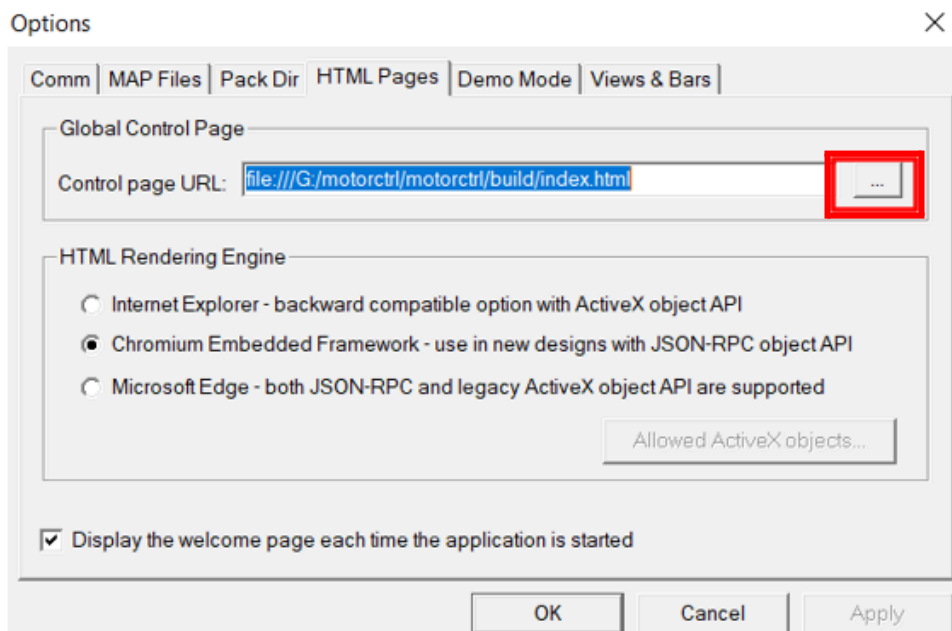 Options
Comm MAP Files Pack Dir HTML Pages Demo Mode Views & Bars
Global Control Page
Control page URL: file:///G:/motorctrl/motorctrl/build/index.html ...
HTML Rendering Engine
Internet Explorer - backward compatible option with ActiveX object API
Chromium Embedded Framework - use in new designs with JSON-RPC object API
Microsoft Edge - both JSON-RPC and legacy ActiveX object API are supported
Allowed ActiveX objects...
Display the welcome page each time the application is started
OK Cancel Apply